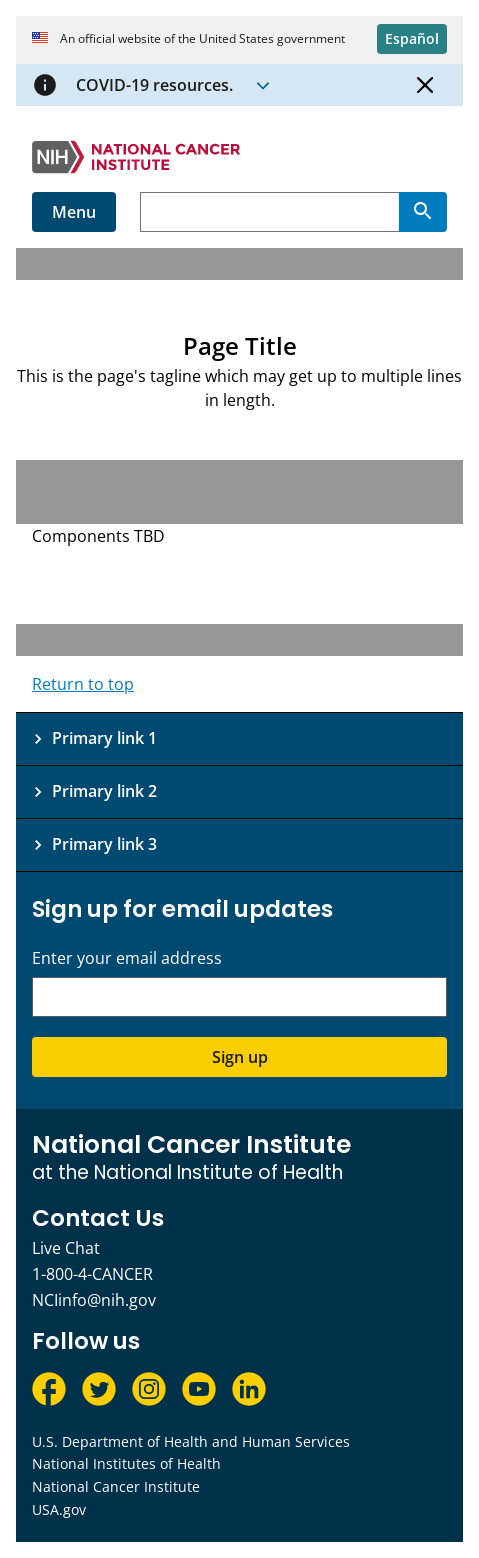 An official website of the United States government
Español
COVID-19 resources.
NIH NATIONAL CANCER
INSTITUTE
Menu
Page Title
This is the page's tagline which may get up to multiple lines
in length.
Components TBD
Return to top
Primary link 1
Primary link 2
Primary link 3
Sign up for email updates
Enter your email address
Sign up
National Cancer Institute
at the National Institute of Health
Contact Us
Live Chat
1-800-4-CANCER
NCIinfo@nih.gov
Follow us
U.S. Department of Health and Human Services
National Institutes of Health
National Cancer Institute
USA.gov